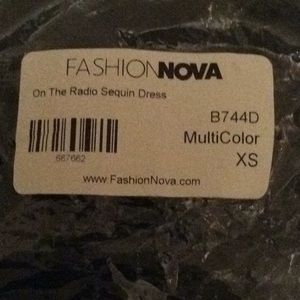 FASHIONNOVA
On The Radio Sequin Dress
B744D
MultiColor
XS
567662
www.FashionNova.com